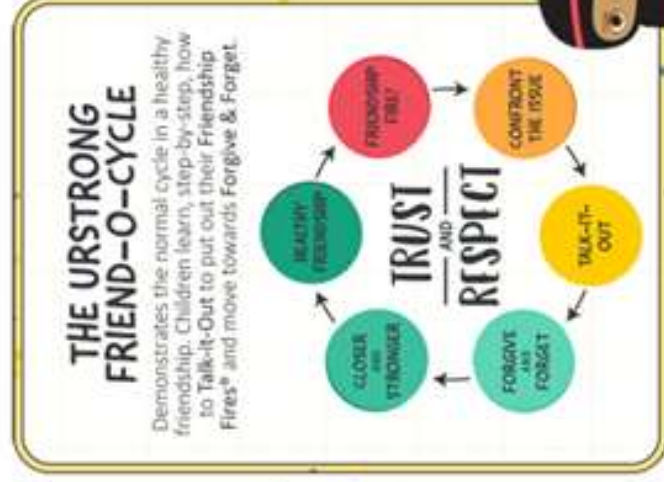 THE URSTRONG
FRIEND-O-CYCLE
Demonstrates the normal cycle in a healthy
friendship. Children learn, step-by-step, how
to Talk-it-Out to put out their Friendship
Fires® and move towards Forgive & Forget.
HEALTHY
FRIENDSHIP
FRIENDSHIP
FIRE!
CONFRONT
THE ISSUE
TALK-IT-
OUT
FORGIVE
AND
FORGET
CLOSER
AND
STRONGER
TRUST
AND
RESPECT